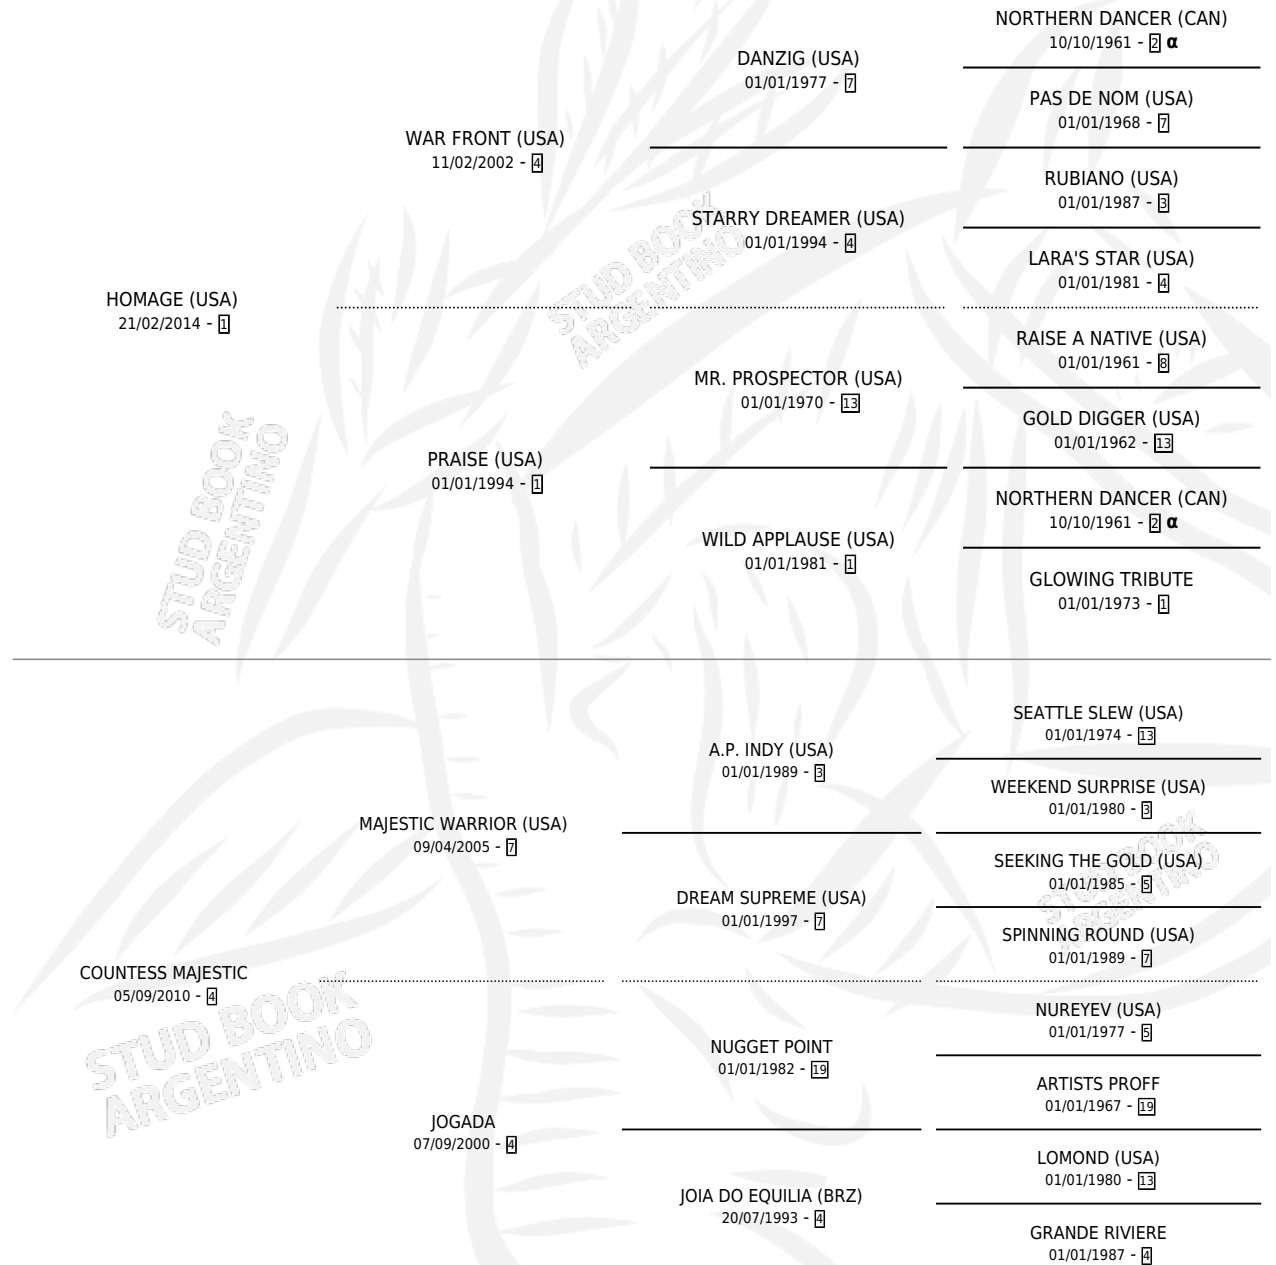 NORTHERN DANCER (CAN)
10/10/1961 - 2 α
DANZIG (USA)
01/01/1977 - 7
PAS DE NOM (USA)
01/01/1968 - 7
WAR FRONT (USA)
11/02/2002 - 4
RUBIANO (USA)
01/01/1987 - 3
STARRY DREAMER (USA)
01/01/1994 - 4
LARA'S STAR (USA)
01/01/1981 - 4
HOMAGE (USA)
21/02/2014 - 1
RAISE A NATIVE (USA)
01/01/1961 - 8
MR. PROSPECTOR (USA)
01/01/1970 - 13
GOLD DIGGER (USA)
01/01/1962 - 13
PRAISE (USA)
01/01/1994 - 1
NORTHERN DANCER (CAN)
10/10/1961 - 2 α
WILD APPLAUSE (USA)
01/01/1981 - 1
GLOWING TRIBUTE
01/01/1973 - 1
SEATTLE SLEW (USA)
01/01/1974 - 13
A.P. INDY (USA)
01/01/1989 - 3
WEEKEND SURPRISE (USA)
01/01/1980 - 3
MAJESTIC WARRIOR (USA)
09/04/2005 - 7
SEEKING THE GOLD (USA)
01/01/1985 - 5
DREAM SUPREME (USA)
01/01/1997 - 7
SPINNING ROUND (USA)
01/01/1989 - 7
COUNTESS MAJESTIC
05/09/2010 - 4
NUREYEV (USA)
01/01/1977 - 5
NUGGET POINT
01/01/1982 - 19
ARTISTS PROFF
01/01/1967 - 19
JOGADA
07/09/2000 - 4
LOMOND (USA)
01/01/1980 - 13
JOIA DO EQUILIA (BRZ)
20/07/1993 - 4
GRANDE RIVIERE
01/01/1987 - 4
STUD BOOK
ARGENTINO
STUD BOOK
ARGENTINO
STUD BOOK
ARGENTINO
STUD BOOK
ARGENTINO